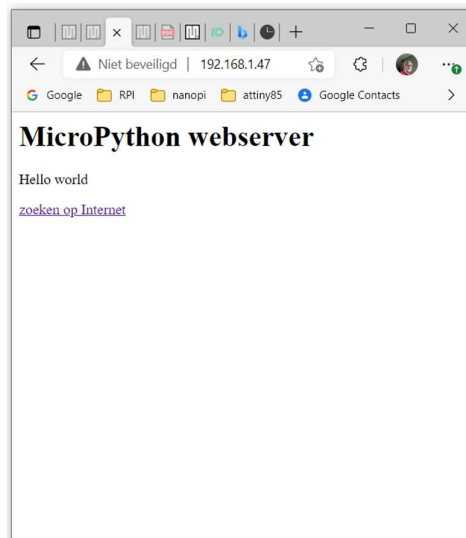 Niet beveiligd | 192.168.1.47
Google RPI nanopi attiny85 Google Contacts
MicroPython webserver
Hello world
zoeken op Internet